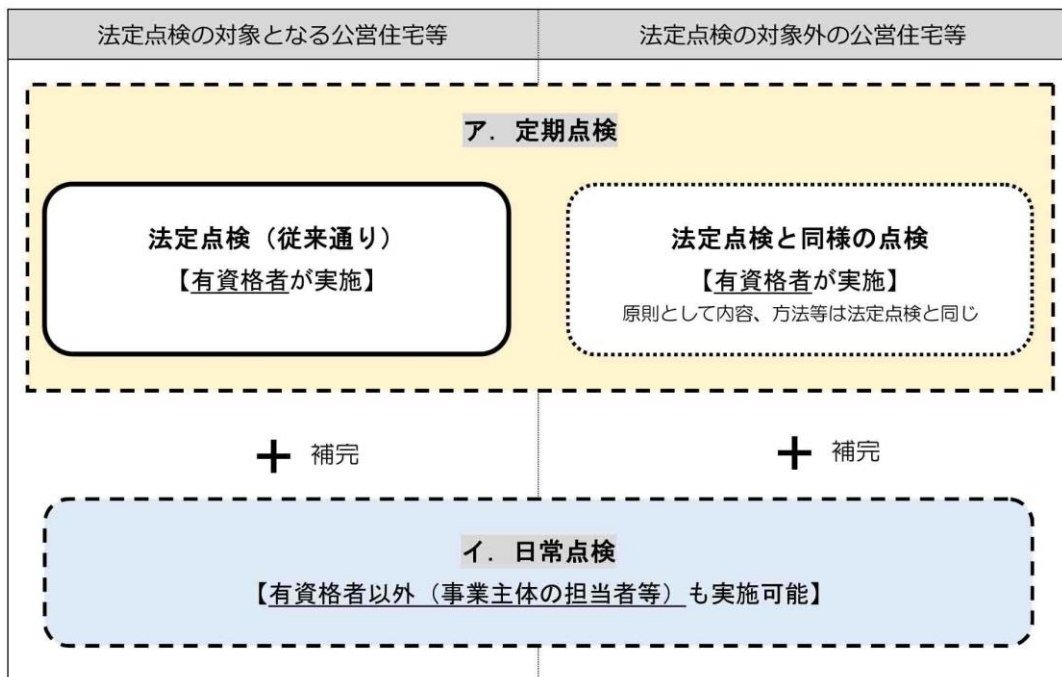 法定点検の対象となる公営住宅等
法定点検の対象外の公営住宅等
ア．定期点検
法定点検（従来通り）
【有資格者が実施】
法定点検と同様の点検
【有資格者が実施】
原則として内容、方法等は法定点検と同じ
＋ 補完
＋ 補完
イ．日常点検
【有資格者以外（事業主体の担当者等）も実施可能】